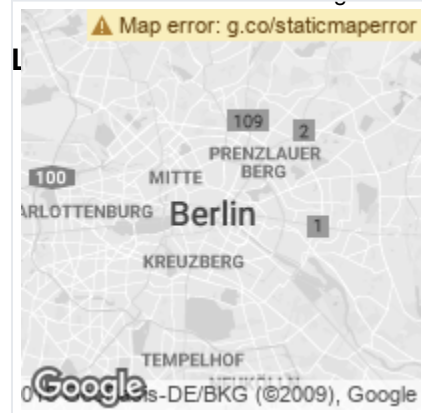 Map error: g.co/staticmaperror
L
109
2
PRENZLAUER
BERG
100
MITTE
ARLOTTENBURG
Berlin
1
KREUZBERG
TEMPELHOF
Google
-DE/BKG (©2009), Google